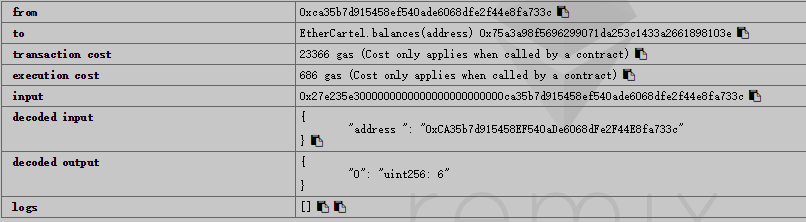 from 0xca35b7d915458ef540ade6068dfe2f44e8fa733c
to EtherCartel.balances(address) 0x75a3a98f5696299071da253c1433a2661898103e
transaction cost 23366 gas (Cost only applies when called by a contract)
execution cost 686 gas (Cost only applies when called by a contract)
input 0x27e235e3000000000000000000000000ca35b7d915458ef540ade6068dfe2f44e8fa733c
decoded input {
"address ": "0xCA35b7d915458EF540aDe6068dFe2F44E8fa733c"
}
decoded output {
"0": "uint256: 6"
}
logs []
remix